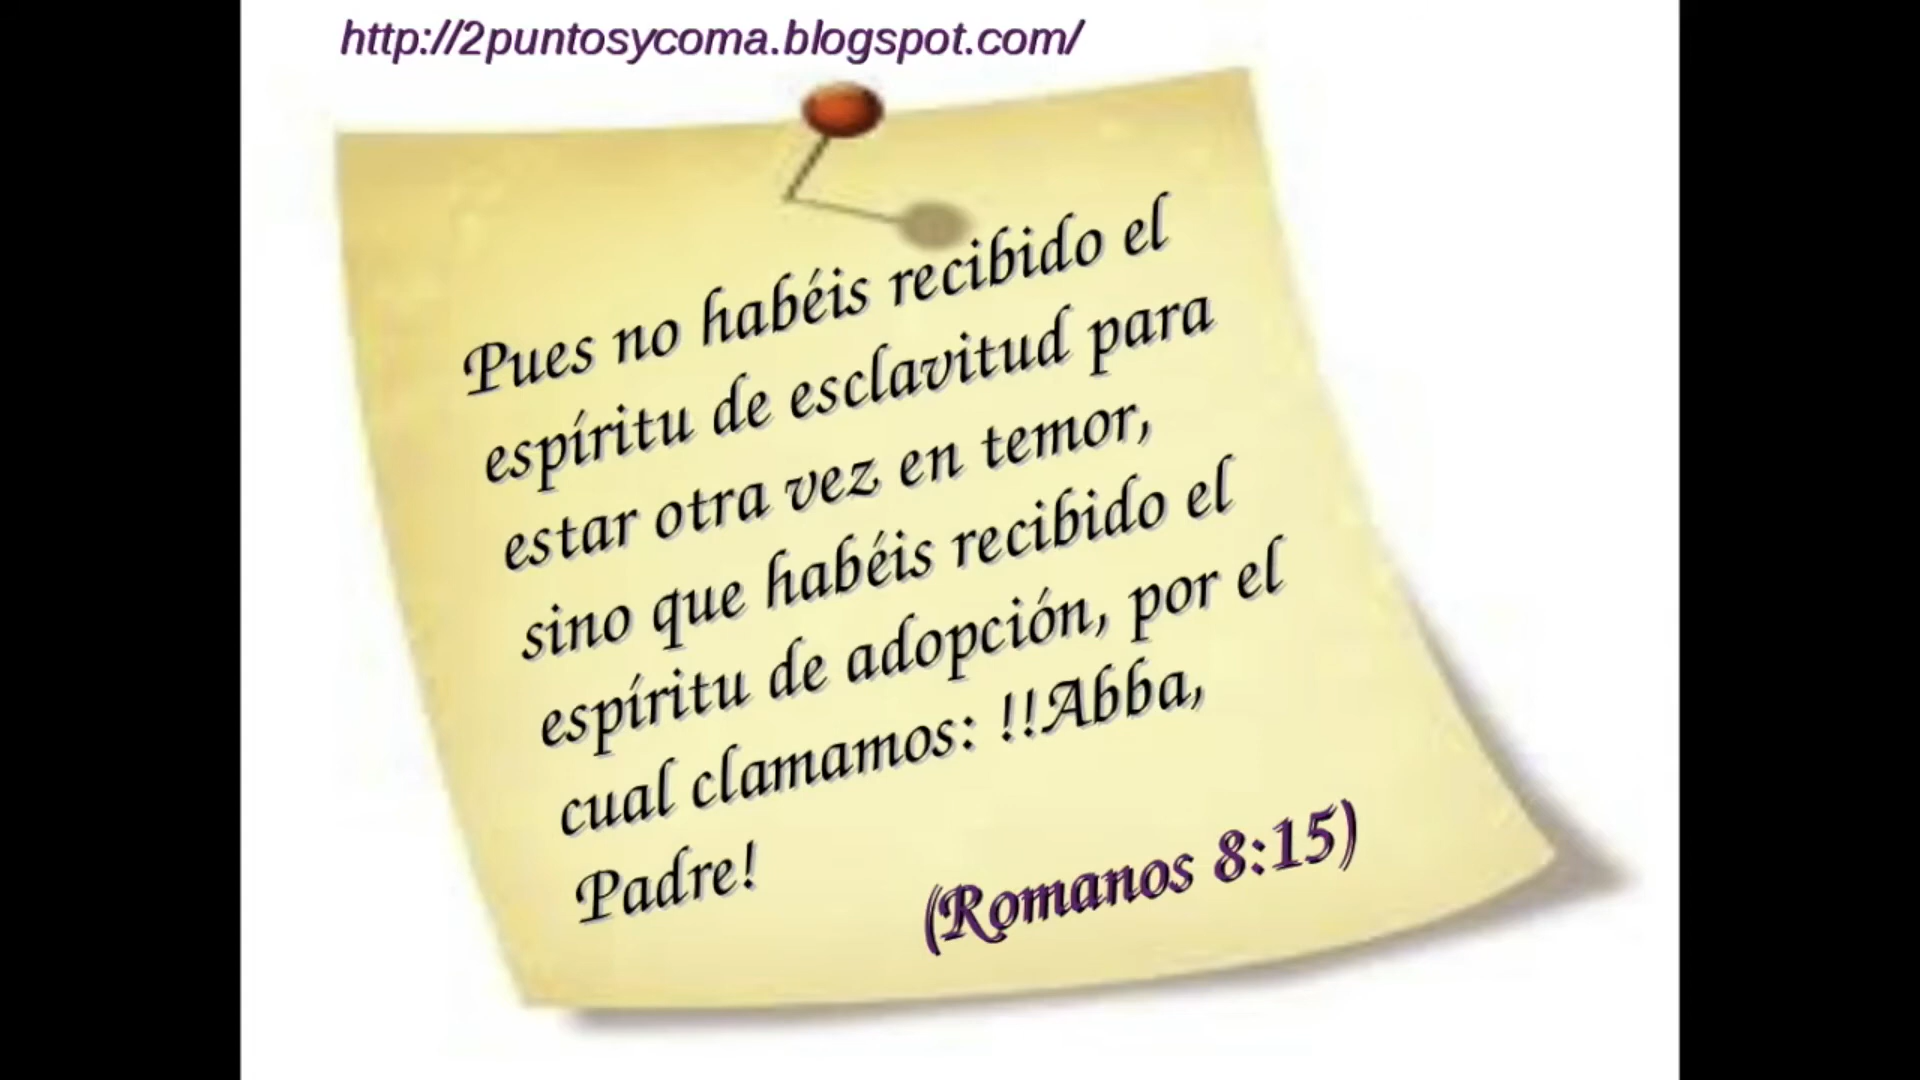 http://2puntosycoma.blogspot.com/
Pues no habéis recibido el
espíritu de esclavitud para
estar otra vez en temor,
sino que habéis recibido el
espíritu de adopción, por el
cual clamamos: !!Abba,
Padre!
(Romanos 8:15)